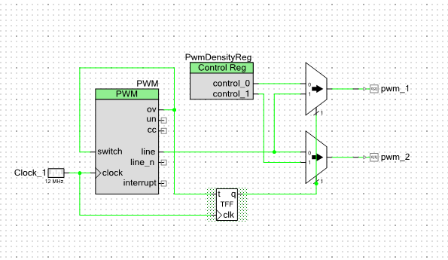 PwmDensityReg
Control Reg
control_0
control_1
0
1
pwm_1
PWM
PWM
ov
un
cc
switch
line
line_n
clock
interrupt
Clock_1
12 MHz
0
1
pwm_2
t q
TFF
clk